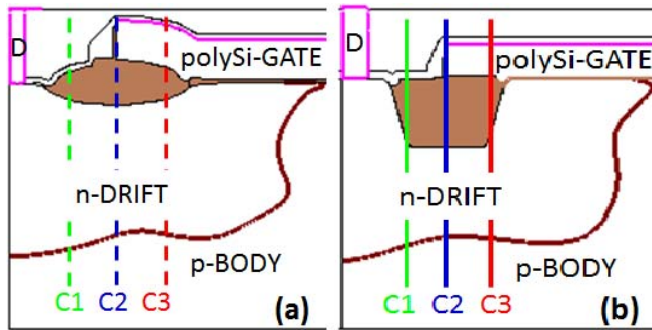 D
polySi-GATE
n-DRIFT
p-BODY
C1 C2 C3
(a)
D
polySi-GATE
n-DRIFT
p-BODY
C1 C2 C3
(b)